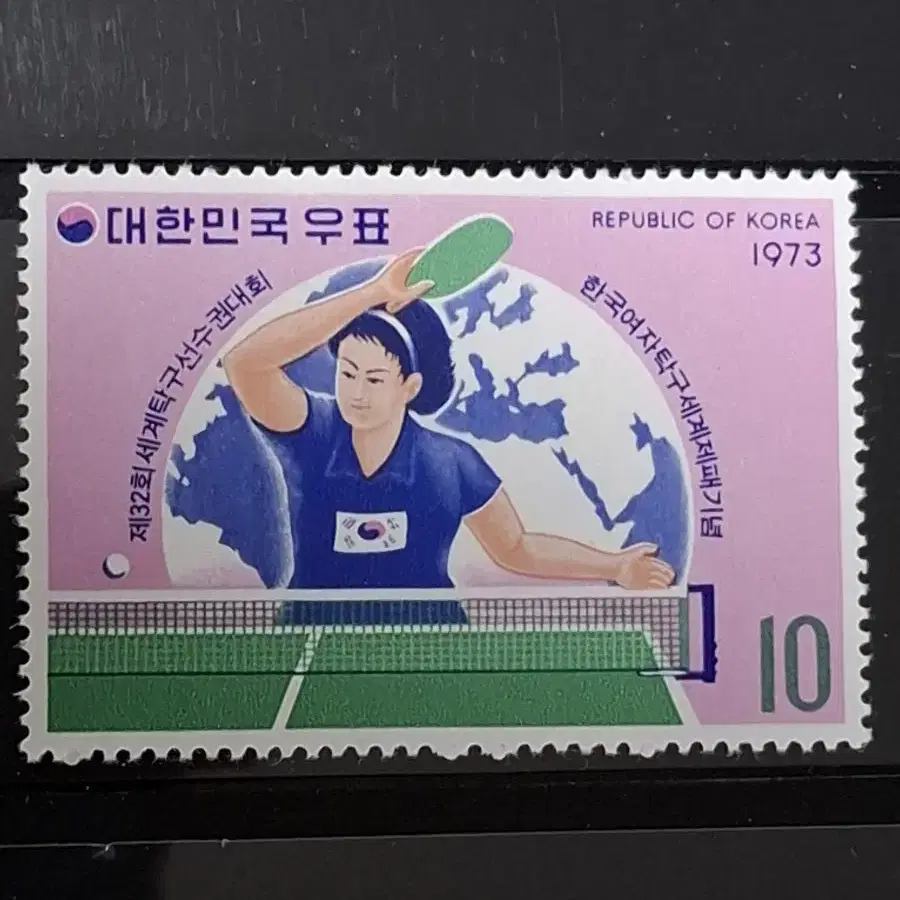 대한민국 우표
REPUBLIC OF KOREA
1973
제32회 세계탁구선수권대회
한국여자탁구세계제패기념
10